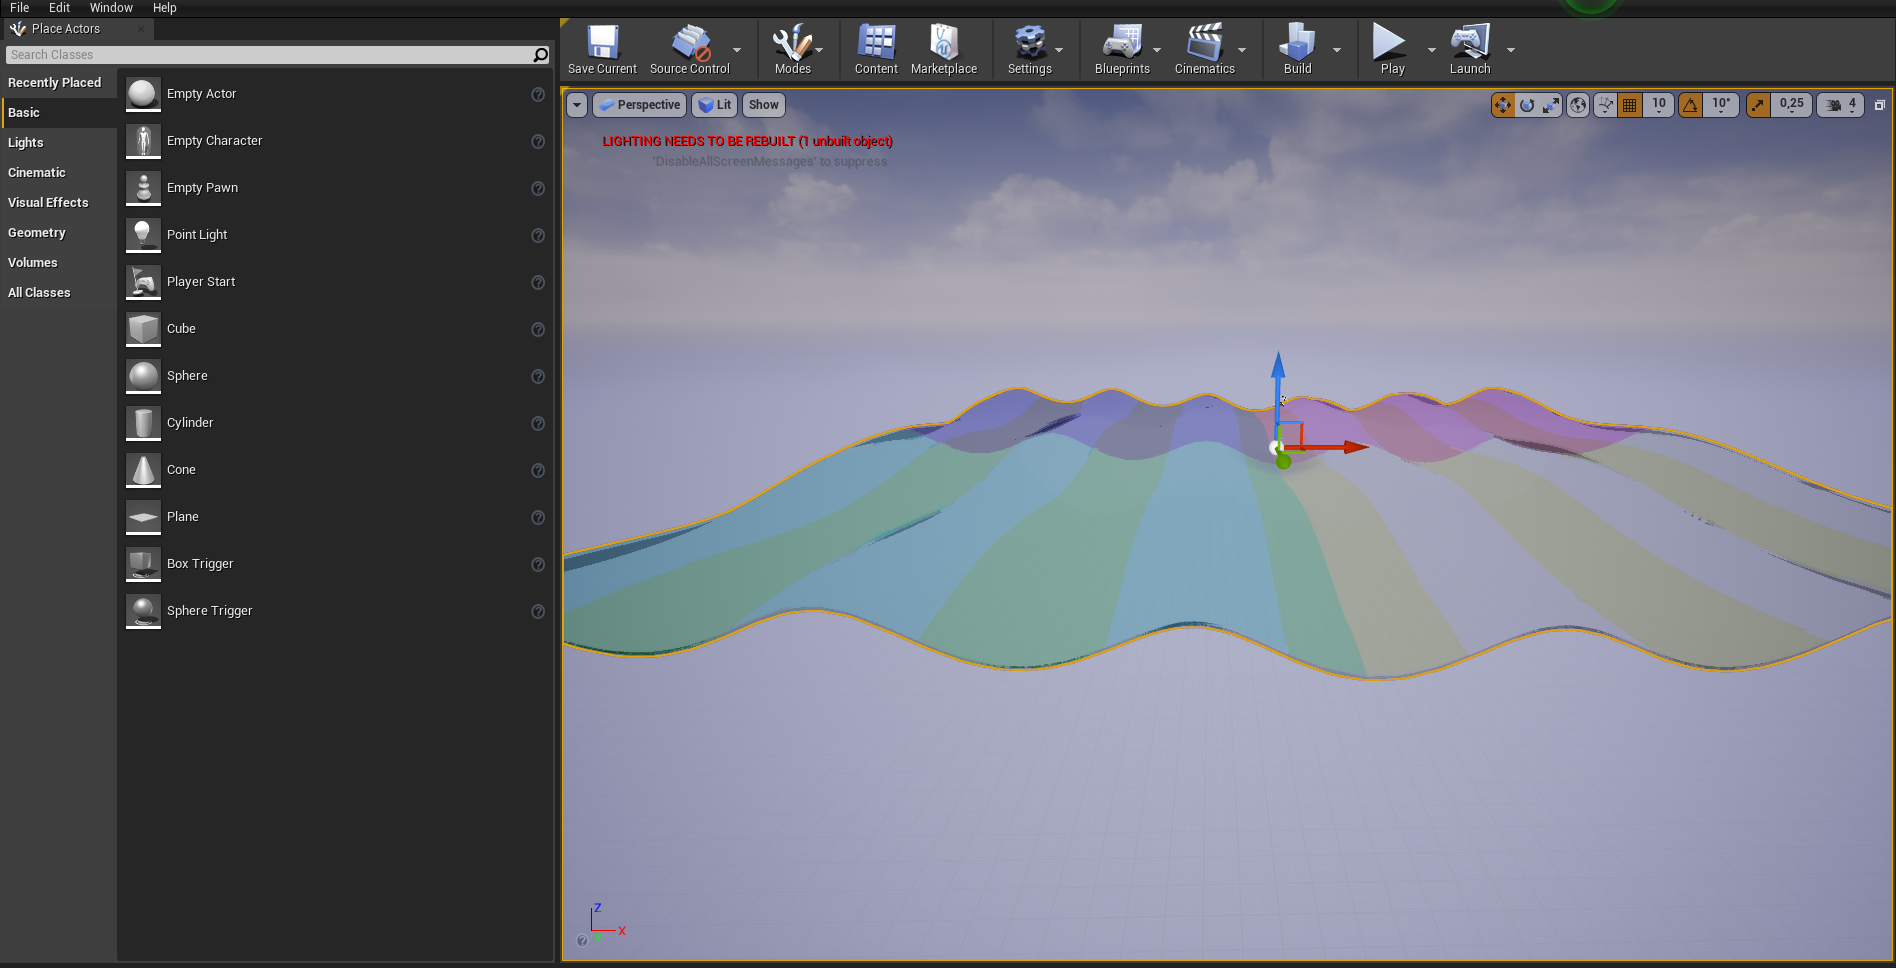 File Edit Window Help
Place Actors
Search Classes
Recently Placed
Basic
Lights
Cinematic
Visual Effects
Geometry
Volumes
All Classes
Empty Actor
Empty Character
Empty Pawn
Point Light
Player Start
Cube
Sphere
Cylinder
Cone
Plane
Box Trigger
Sphere Trigger
Save Current Source Control Modes Content Marketplace Settings Blueprints Cinematics Build Play Launch
Perspective Lit Show 10 10° 0,25 4
LIGHTING NEEDS TO BE REBUILT (1 unbuilt object)
'DisableAllScreenMessages' to suppress
Z
X
Y